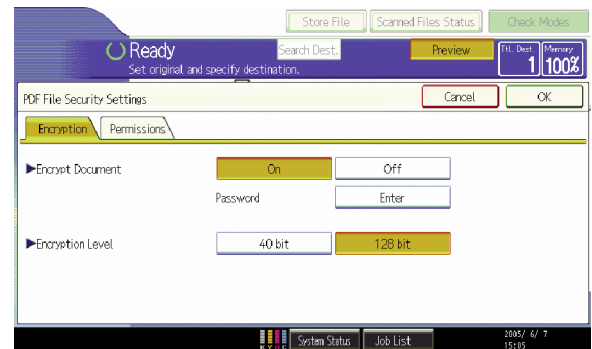 Store File Scanned Files Status Check Modes
Ready Search Dest. Preview Ttl. Dest. Memory
Set original and specify destination. 1 100%
PDF File Security Settings Cancel OK
Encryption Permissions
►Encrypt Document On Off
Password Enter
►Encryption Level 40 bit 128 bit
K Y M C System Status Job List 2005/ 6/ 7
15:05